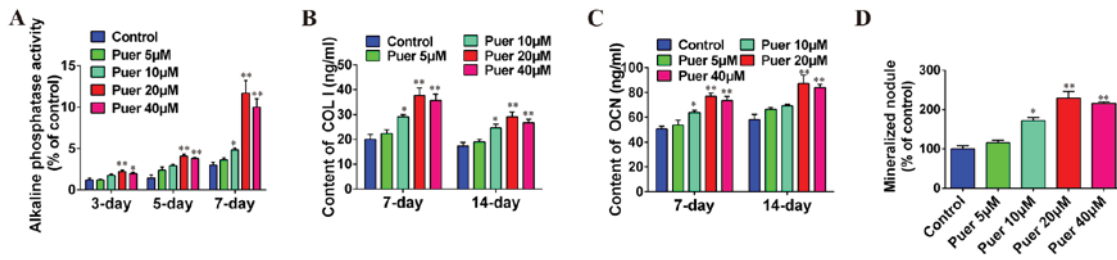 A
Alkaline phosphatase activity
(% of control)
15
10
5
0
Control
Puer 5μM
Puer 10μM
Puer 20μM
Puer 40μM
**
*
**
**
*
**
**
3-day
5-day
7-day
B
Content of COL I (ng/ml)
60
40
20
0
Control
Puer 5μM
Puer 10μM
Puer 20μM
Puer 40μM
*
**
**
*
**
**
7-day
14-day
C
Content of OCN (ng/ml)
100
80
60
40
20
0
Control
Puer 5μM
Puer 10μM
Puer 20μM
Puer 40μM
*
**
**
**
**
7-day
14-day
D
Mineralized nodule
(% of control)
300
200
100
0
*
**
**
Control
Puer 5μM
Puer 10μM
Puer 20μM
Puer 40μM